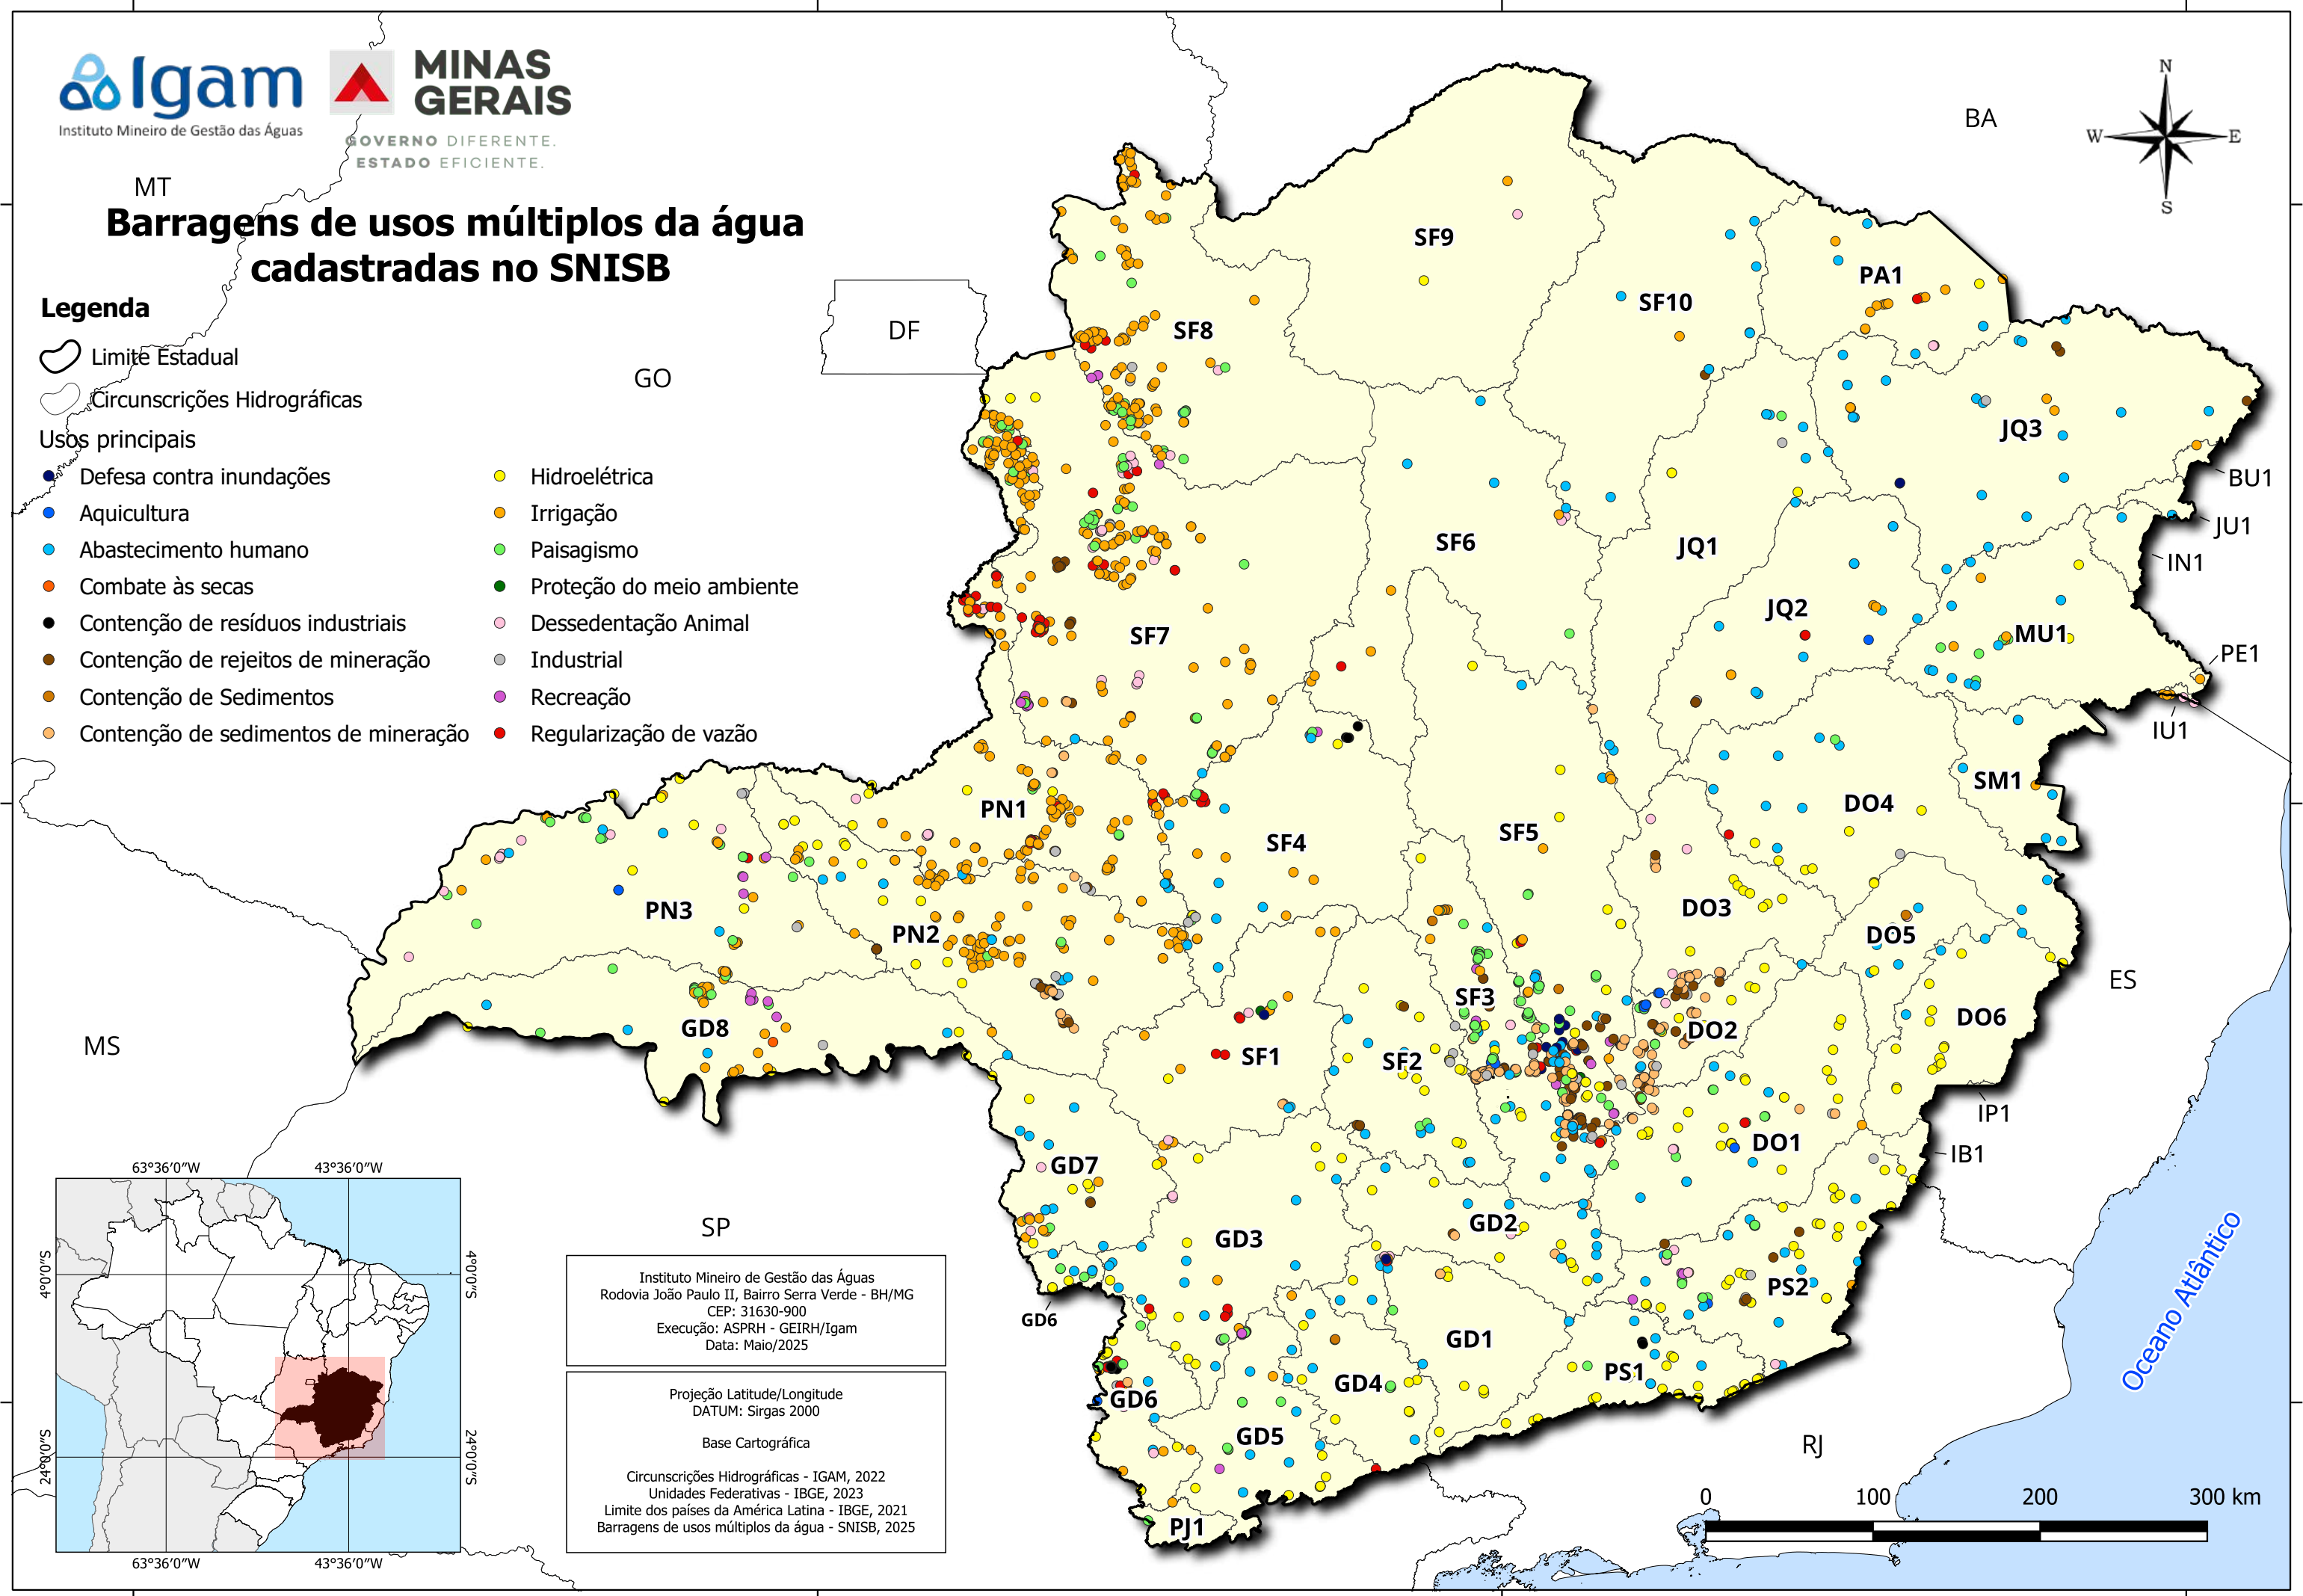 Igam
Instituto Mineiro de Gestão das Águas
MINAS
GERAIS
GOVERNO DIFERENTE.
ESTADO EFICIENTE.
Barragens de usos múltiplos da água
cadastradas no SNISB
Legenda
Limite Estadual
Circunscrições Hidrográficas
Usos principais
Defesa contra inundações
Aquicultura
Abastecimento humano
Combate às secas
Contenção de resíduos industriais
Contenção de rejeitos de mineração
Contenção de Sedimentos
Contenção de sedimentos de mineração
Hidroelétrica
Irrigação
Paisagismo
Proteção do meio ambiente
Dessedentação Animal
Industrial
Recreação
Regularização de vazão
MT
GO
DF
BA
MS
SP
ES
RJ
N
W
E
S
SF9
SF10
PA1
SF8
JQ3
BU1
JU1
IN1
SF6
JQ1
JQ2
MU1
PE1
IU1
SF7
SM1
PN1
SF4
SF5
DO4
DO3
DO5
PN3
PN2
GD8
SF3
DO2
DO6
SF1
SF2
IP1
DO1
IB1
GD7
GD3
GD2
PS2
GD6
GD1
PS1
GD4
GD6
GD5
PJ1
Oceano Atlântico
0
100
200
300 km
63°36'0"W
43°36'0"W
4°0'0"S
4°0'0"S
24°0'0"S
24°0'0"S
63°36'0"W
43°36'0"W
Instituto Mineiro de Gestão das Águas
Rodovia João Paulo II, Bairro Serra Verde - BH/MG
CEP: 31630-900
Execução: ASPRH - GEIRH/Igam
Data: Maio/2025
Projeção Latitude/Longitude
DATUM: Sirgas 2000
Base Cartográfica
Circunscrições Hidrográficas - IGAM, 2022
Unidades Federativas - IBGE, 2023
Limite dos países da América Latina - IBGE, 2021
Barragens de usos múltiplos da água - SNISB, 2025